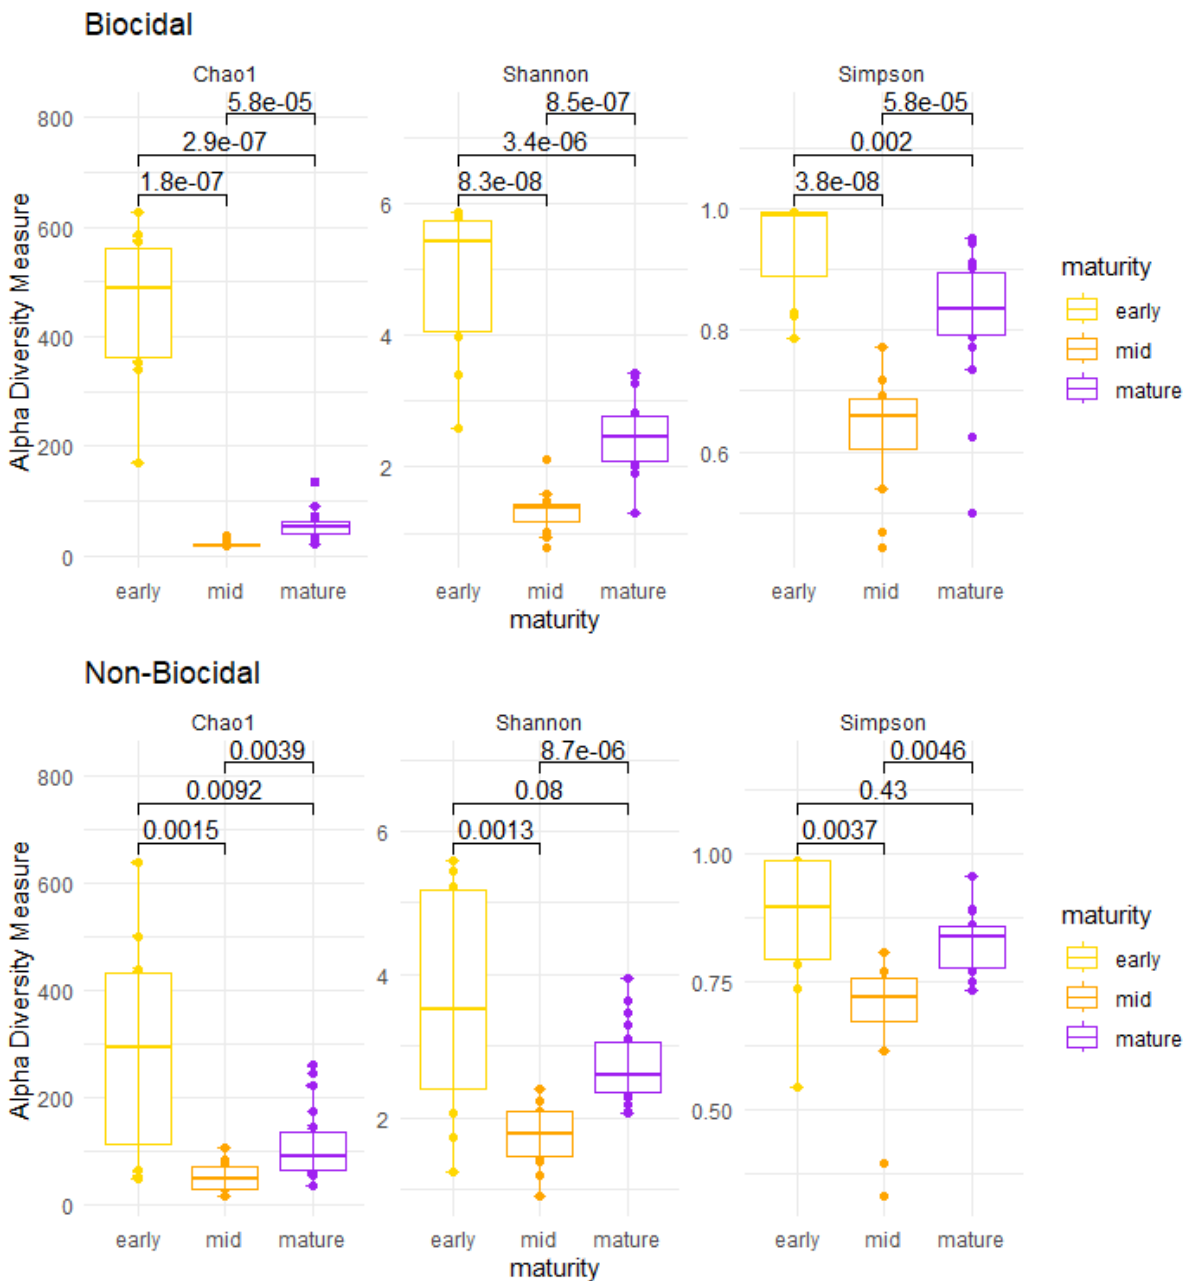 Biocidal
Chao1 Shannon Simpson
5.8e-05 8.5e-07 5.8e-05
2.9e-07 3.4e-06 0.002
1.8e-07 8.3e-08 3.8e-08
Alpha Diversity Measure
800
600
400
200
0
6
4
2
1.0
0.8
0.6
early mid mature early mid mature early mid mature
maturity
maturity
early
mid
mature
Non-Biocidal
Chao1 Shannon Simpson
0.0039 8.7e-06 0.0046
0.0092 0.08 0.43
0.0015 0.0013 0.0037
Alpha Diversity Measure
800
600
400
200
0
6
4
2
1.00
0.75
0.50
early mid mature early mid mature early mid mature
maturity
maturity
early
mid
mature